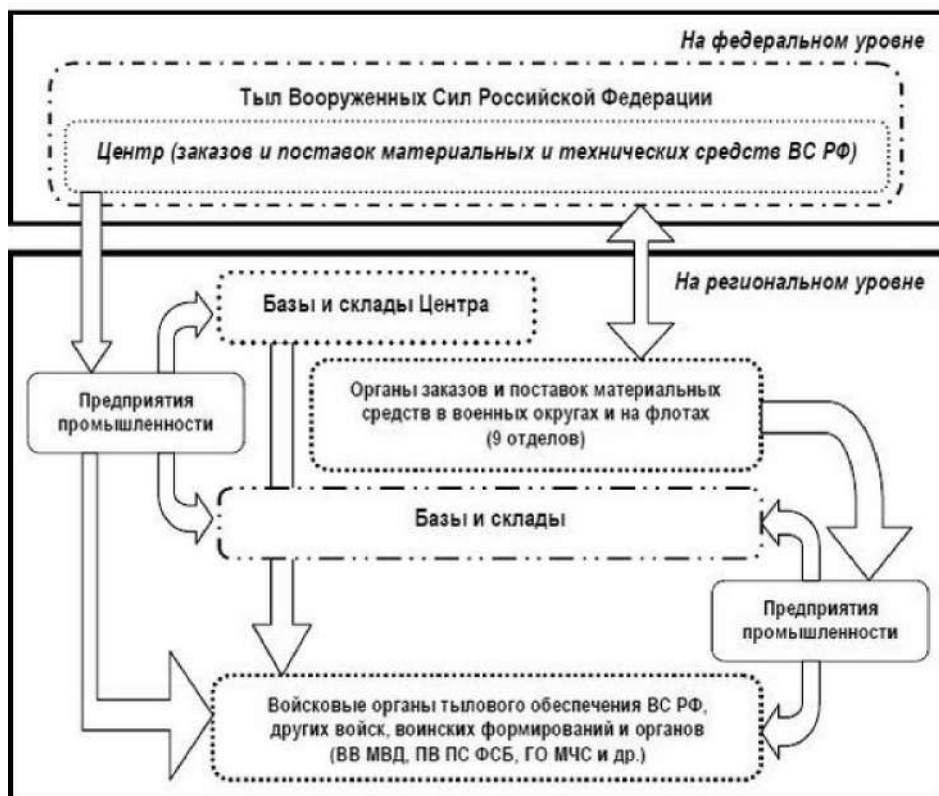 На федеральном уровне
Тыл Вооруженных Сил Российской Федерации
Центр (заказов и поставок материальных и технических средств ВС РФ)
На региональном уровне
Базы и склады Центра
Предприятия
промышленности
Органы заказов и поставок материальных
средств в военных округах и на флотах
(9 отделов)
Базы и склады
Предприятия
промышленности
Войсковые органы тылового обеспечения ВС РФ,
других войск, воинских формирований и органов
(ВВ МВД, ПВ ПС ФСБ, ГО МЧС и др.)